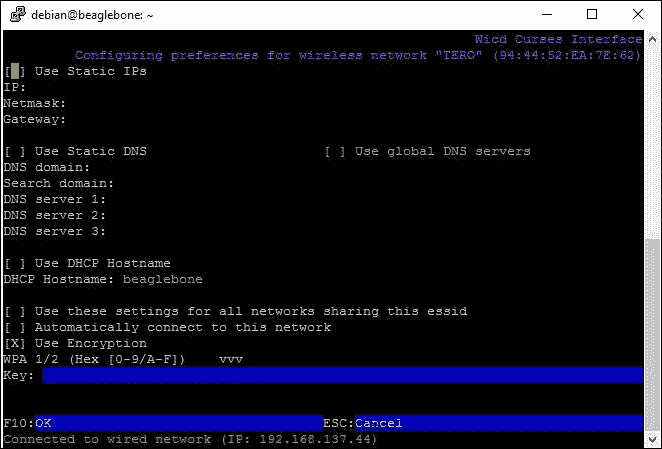 debian@beaglebone: ~
Wicd Curses Interface
Configuring preferences for wireless network "TERO" (94:44:52:EA:7E:62)
[ ] Use Static IPs
IP:
Netmask:
Gateway:
[ ] Use Static DNS [ ] Use global DNS servers
DNS domain:
Search domain:
DNS server 1:
DNS server 2:
DNS server 3:
[ ] Use DHCP Hostname
DHCP Hostname: beaglebone
[ ] Use these settings for all networks sharing this essid
[ ] Automatically connect to this network
[X] Use Encryption
WPA 1/2 (Hex [0-9/A-F]) vvv
Key:
F10:OK ESC:Cancel
Connected to wired network (IP: 192.168.137.44)